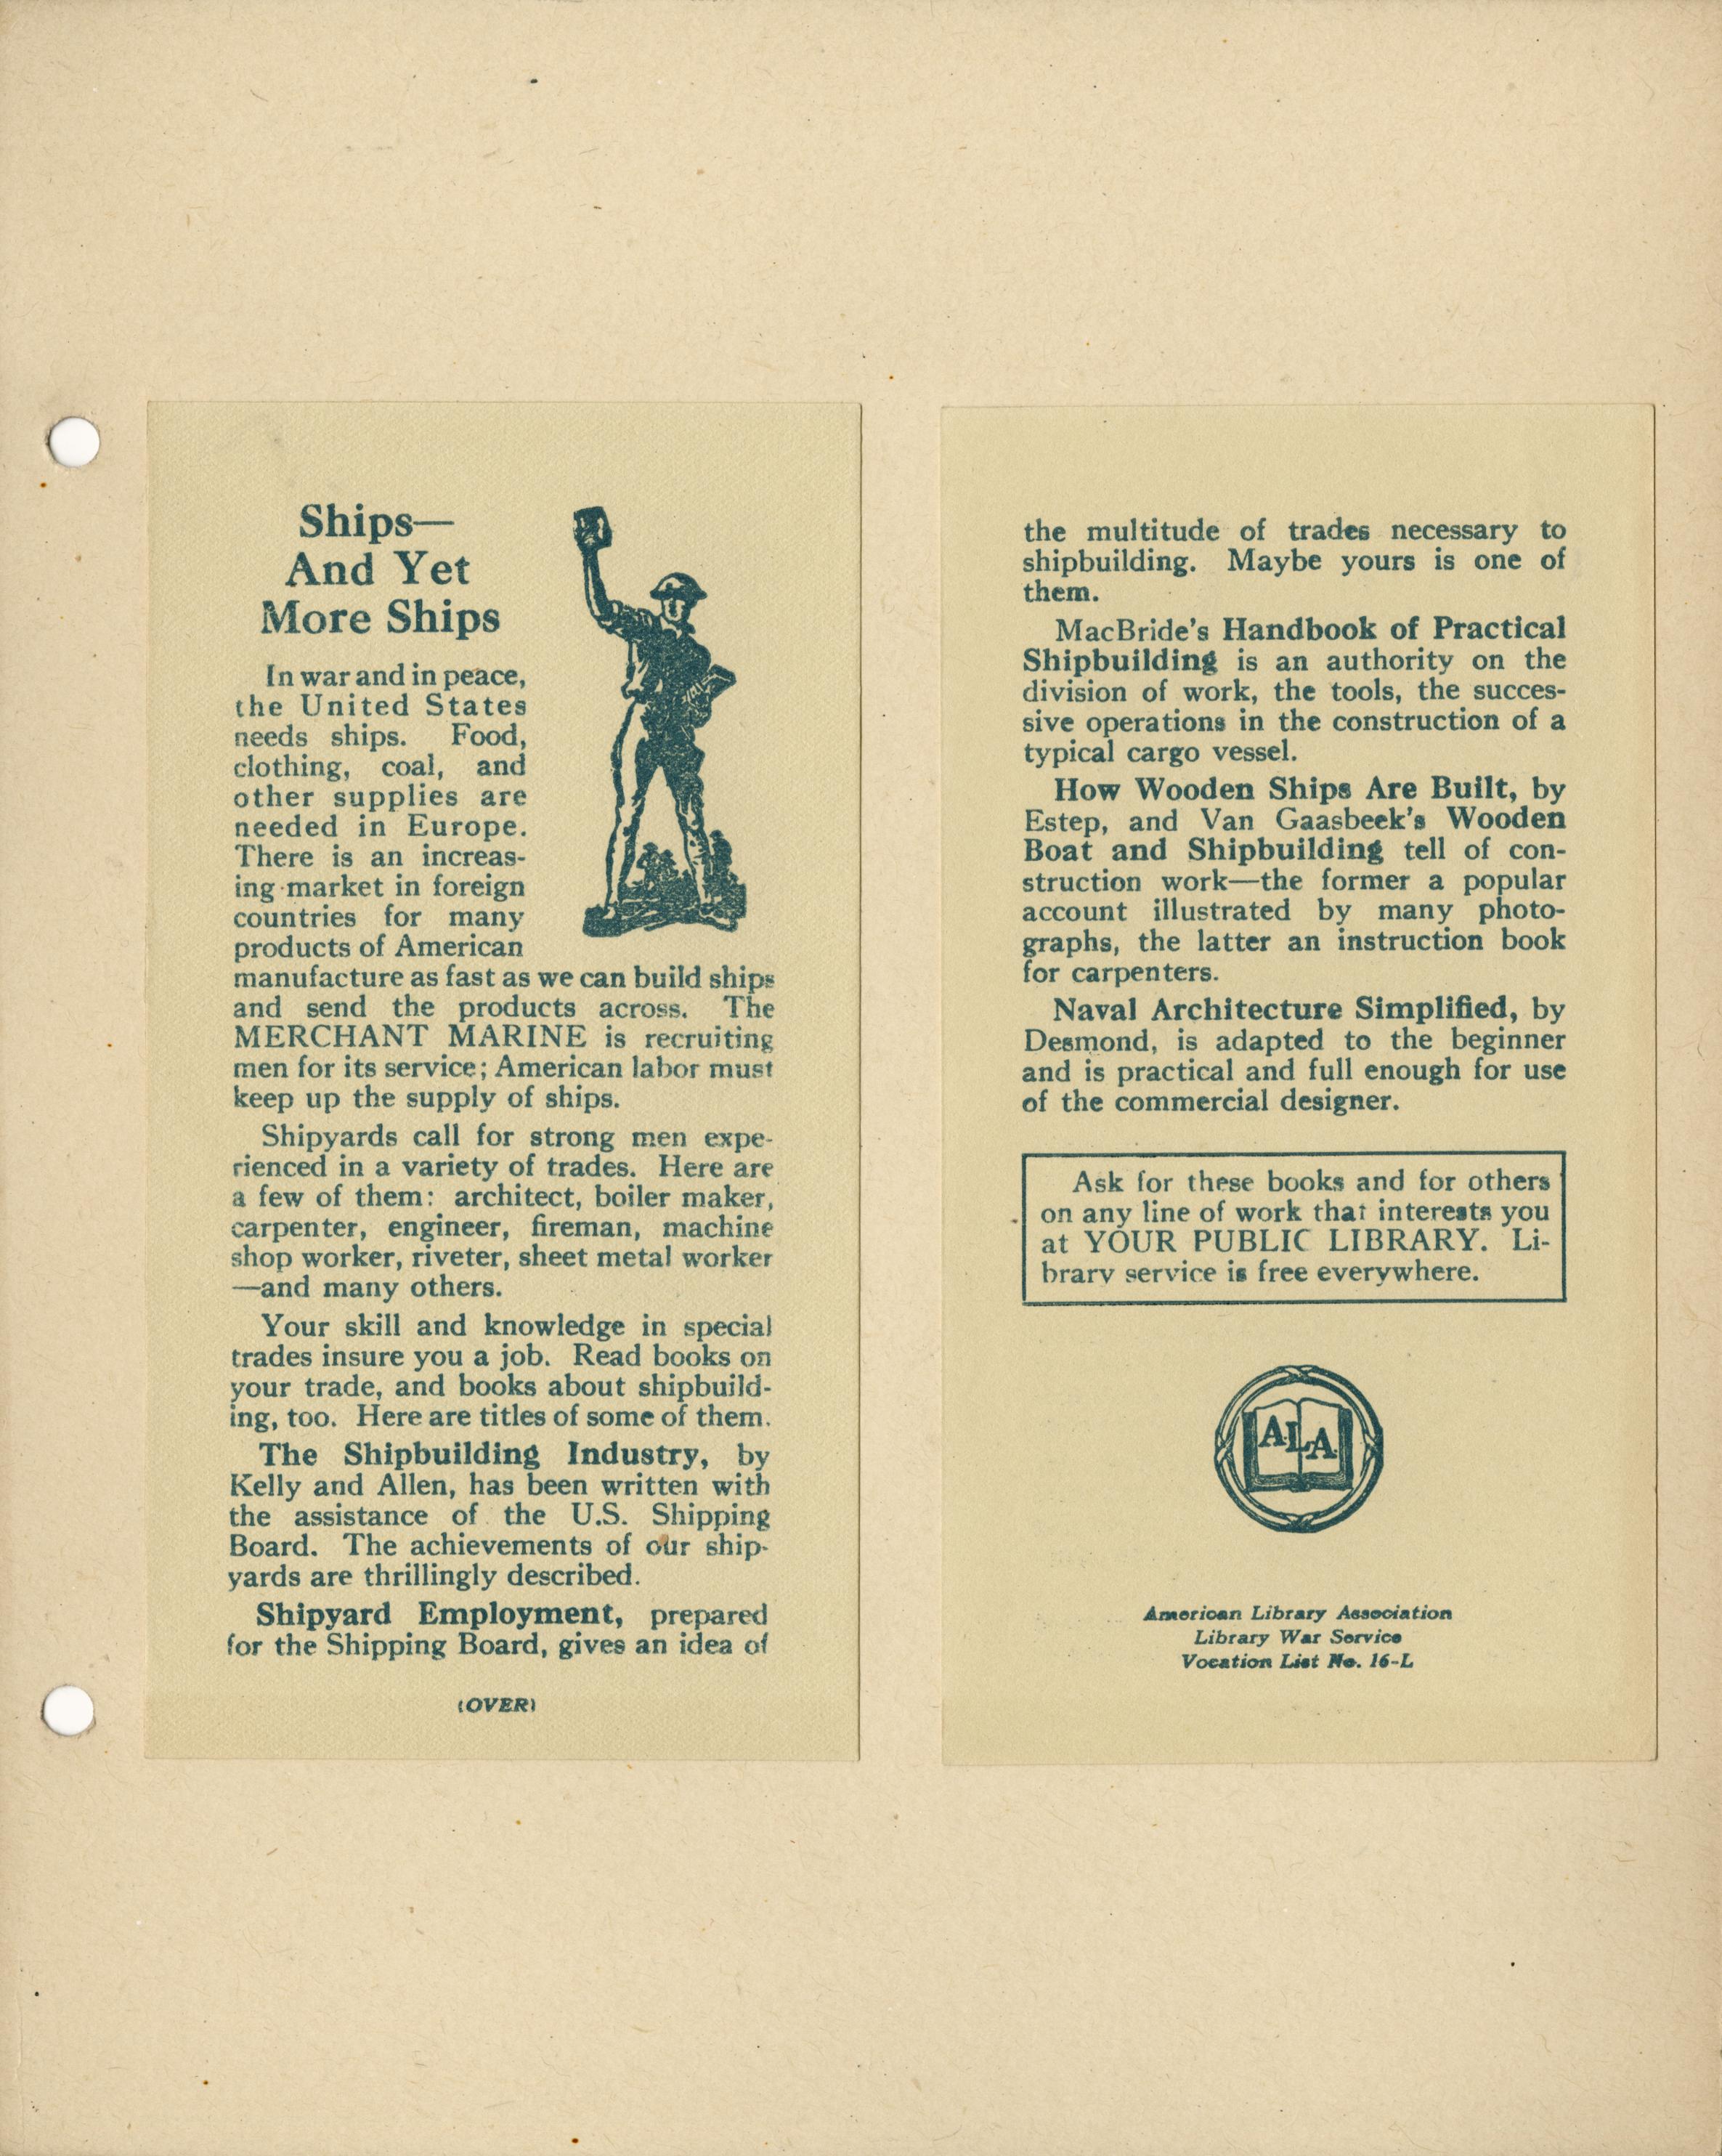 Ships—
And Yet
More Ships
In war and in peace,
the United States
needs ships. Food,
clothing, coal, and
other supplies are
needed in Europe.
There is an increas-
ing market in foreign
countries for many
products of American
manufacture as fast as we can build ships
and send the products across. The
MERCHANT MARINE is recruiting
men for its service; American labor must
keep up the supply of ships.
Shipyards call for strong men expe-
rienced in a variety of trades. Here are
a few of them: architect, boiler maker,
carpenter, engineer, fireman, machine
shop worker, riveter, sheet metal worker
—and many others.
Your skill and knowledge in special
trades insure you a job. Read books on
your trade, and books about shipbuild-
ing, too. Here are titles of some of them.
The Shipbuilding Industry, by
Kelly and Allen, has been written with
the assistance of the U.S. Shipping
Board. The achievements of our ship-
yards are thrillingly described.
Shipyard Employment, prepared
for the Shipping Board, gives an idea of
(OVER)
the multitude of trades necessary to
shipbuilding. Maybe yours is one of
them.
MacBride's Handbook of Practical
Shipbuilding is an authority on the
division of work, the tools, the succes-
sive operations in the construction of a
typical cargo vessel.
How Wooden Ships Are Built, by
Estep, and Van Gaasbeek's Wooden
Boat and Shipbuilding tell of con-
struction work—the former a popular
account illustrated by many photo-
graphs, the latter an instruction book
for carpenters.
Naval Architecture Simplified, by
Desmond, is adapted to the beginner
and is practical and full enough for use
of the commercial designer.
Ask for these books and for others
on any line of work that interests you
at YOUR PUBLIC LIBRARY. Li-
brary service is free everywhere.
A.L.A.
American Library Association
Library War Service
Vocation List No. 16-L